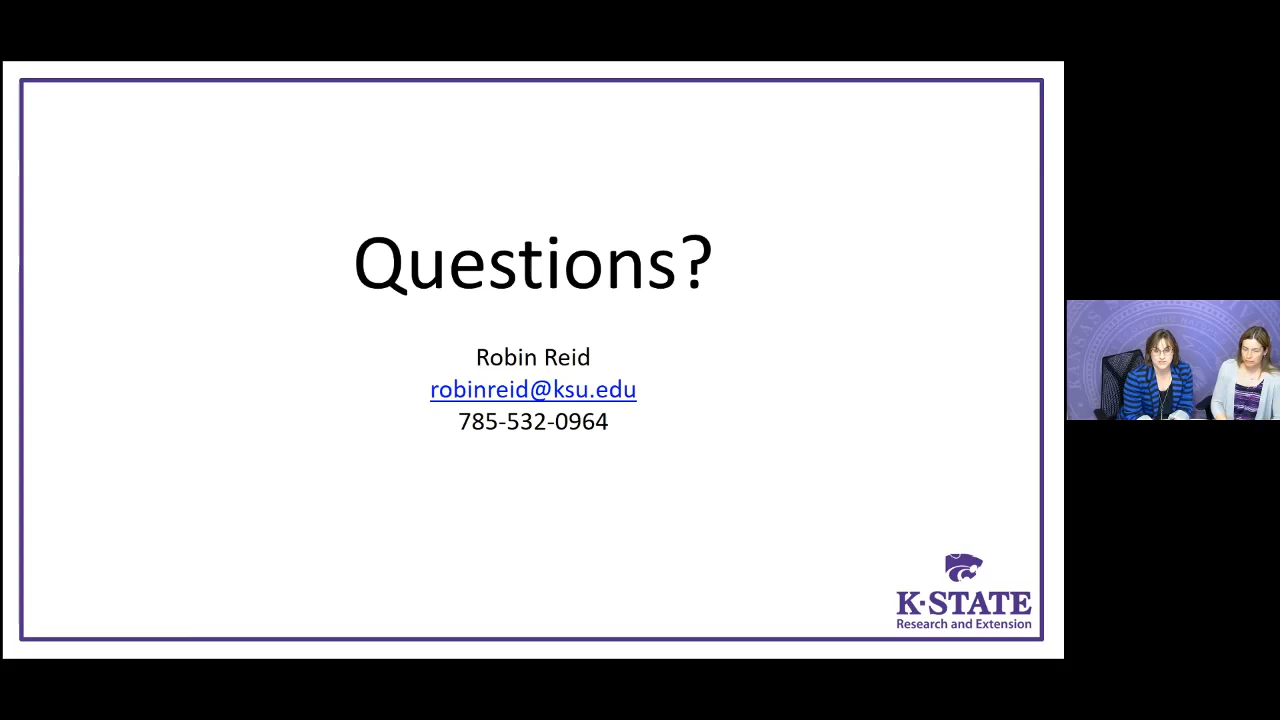 Questions?
Robin Reid
robinreid@ksu.edu
785-532-0964
K-STATE
Research and Extension